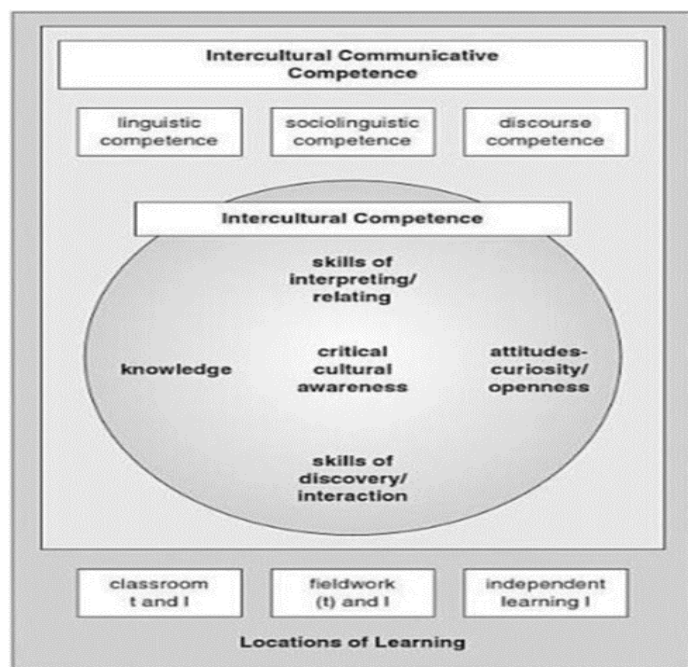 Intercultural Communicative
Competence
linguistic
competence
sociolinguistic
competence
discourse
competence
Intercultural Competence
skills of
interpreting/
relating
knowledge
critical
cultural
awareness
attitudes-
curiosity/
openness
skills of
discovery/
interaction
classroom
t and l
fieldwork
(t) and l
independent
learning l
Locations of Learning